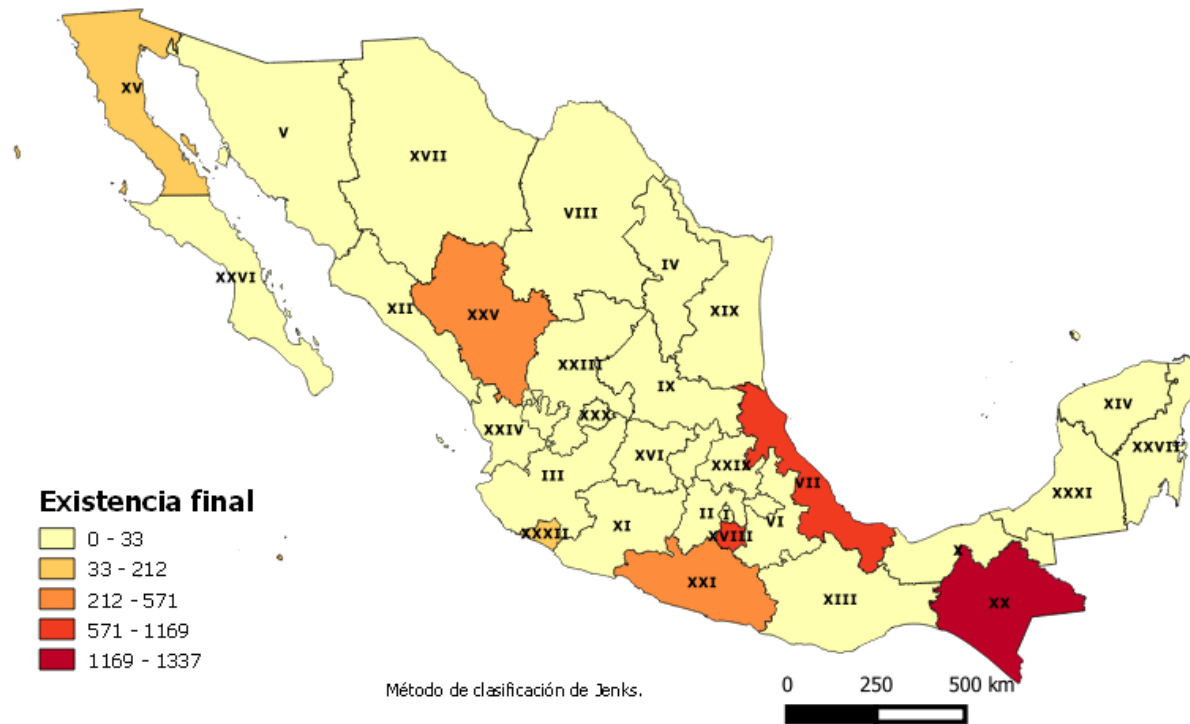 XV
V
XVII
VIII
IV
XXVI
XII
XXV
XIX
XXIII
IX
XXX
XXIV
XIV
XXVII
XVI
XXIX
III
VII
XXXI
II
I
VI
XXXII
XI
XVIII
X
XXI
XIII
XX
Existencia final
0 - 33
33 - 212
212 - 571
571 - 1169
1169 - 1337
Método de clasificación de Jenks.
0 250 500 km